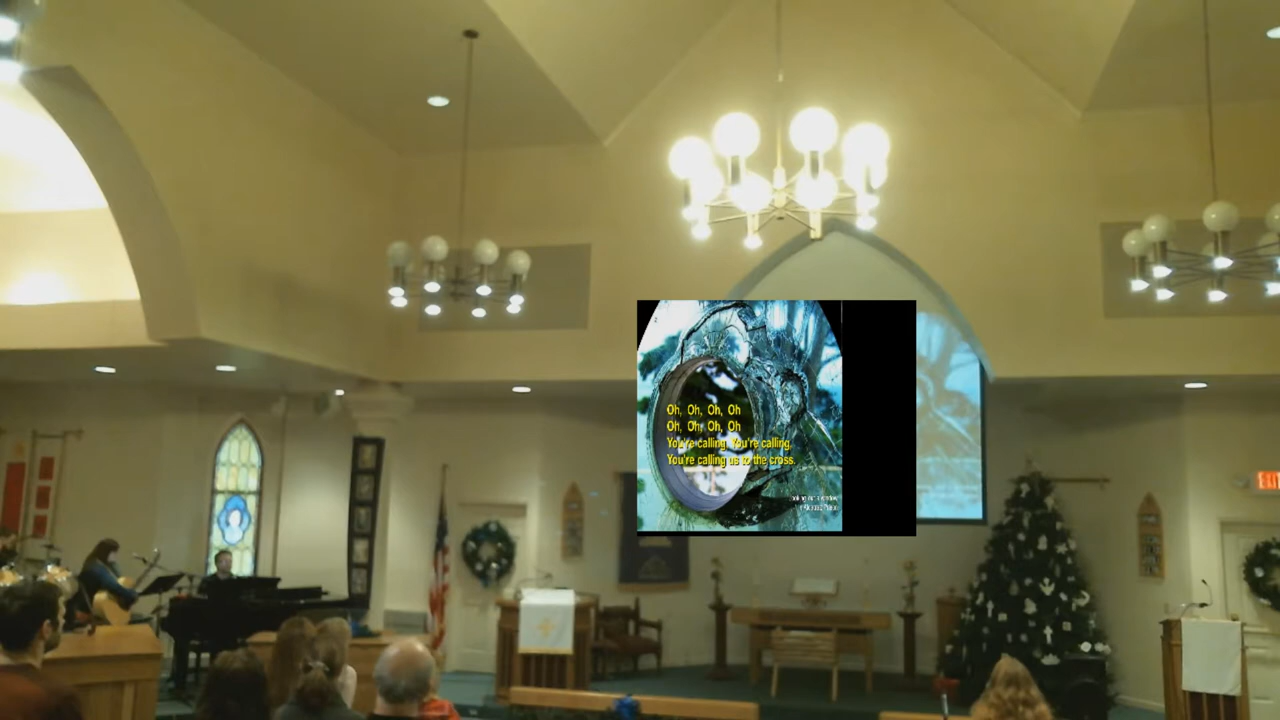 Oh, Oh, Oh, Oh
Oh, Oh, Oh, Oh
You're calling, You're calling,
You're calling us to the cross.